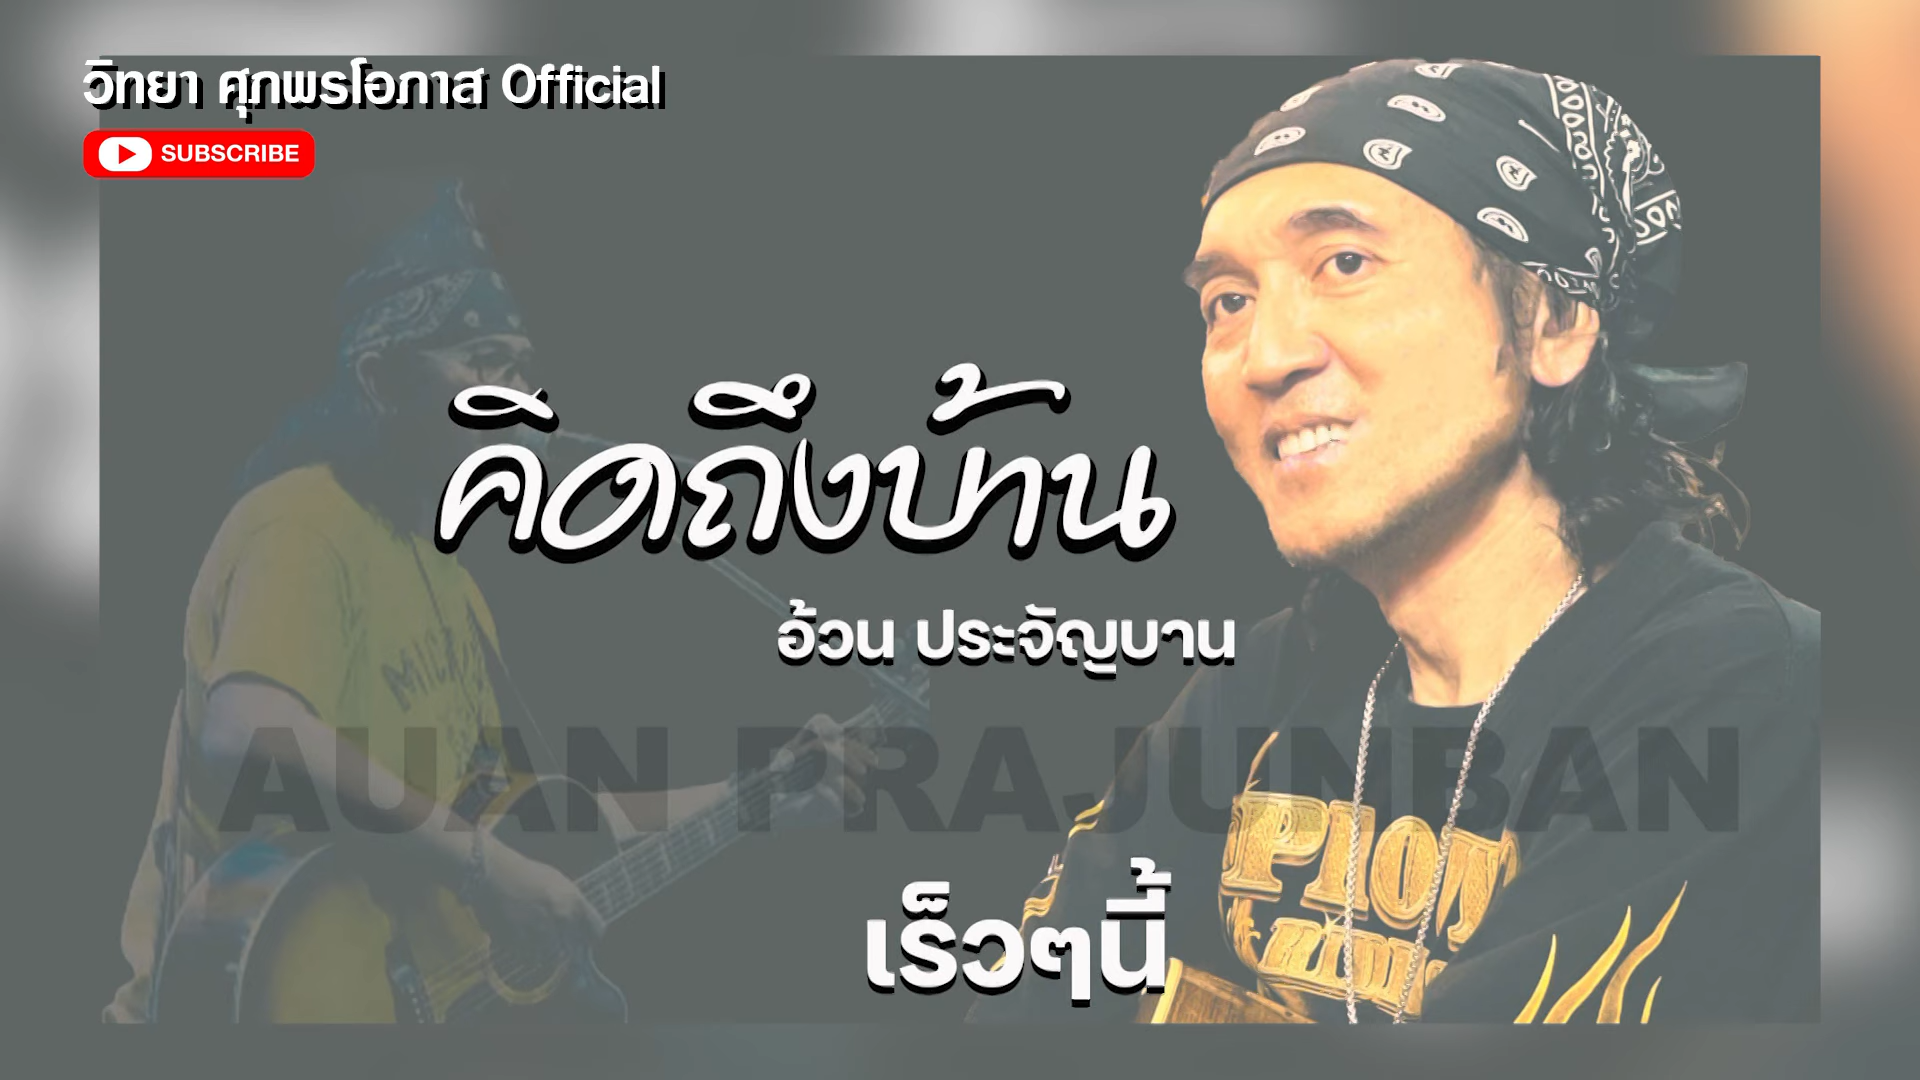 วิทยา ศุภพรโอภาส Official
SUBSCRIBE
คิดถึงบ้าน
อ้วน ประจัญบาน
AUAN PRAJUNBAN
เร็วๆนี้